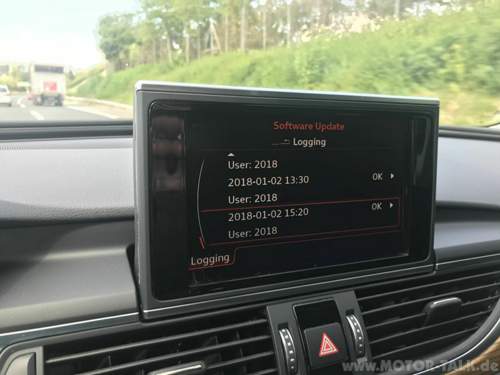 Software Update
Logging
User: 2018
2018-01-02 13:30 OK
User: 2018
2018-01-02 15:20 OK
User: 2018
Logging
www.MOTOR-TALK.de